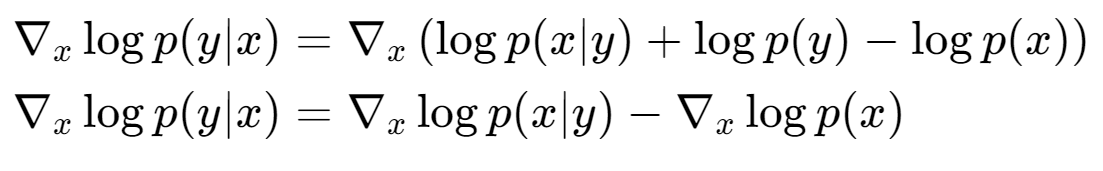 ∇ₓ log p(y|x) = ∇ₓ (log p(x|y) + log p(y) − log p(x))
∇ₓ log p(y|x) = ∇ₓ log p(x|y) − ∇ₓ log p(x)